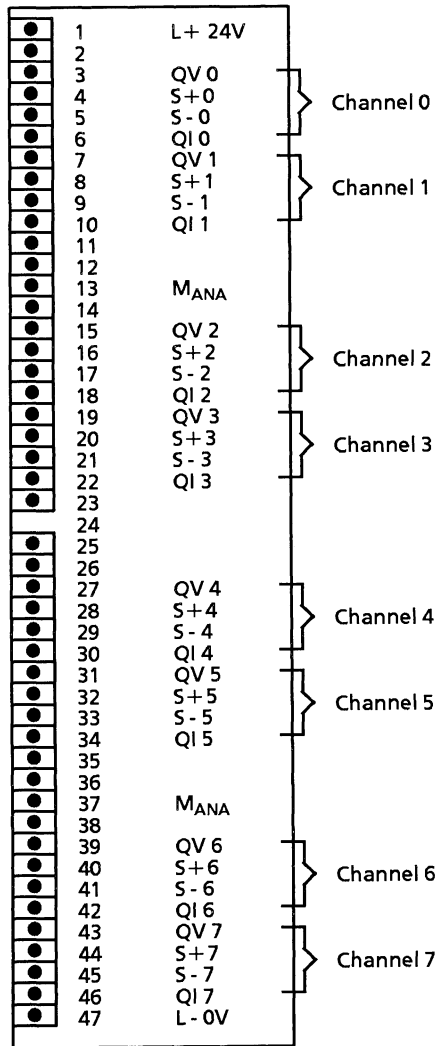 1 L+ 24V
2
3 QV 0
4 S+0 Channel 0
5 S-0
6 QI 0
7 QV 1
8 S+1 Channel 1
9 S-1
10 QI 1
11
12
13 MANA
14
15 QV 2
16 S+2 Channel 2
17 S-2
18 QI 2
19 QV 3
20 S+3 Channel 3
21 S-3
22 QI 3
23
24
25
26
27 QV 4
28 S+4 Channel 4
29 S-4
30 QI 4
31 QV 5
32 S+5 Channel 5
33 S-5
34 QI 5
35
36
37 MANA
38
39 QV 6
40 S+6 Channel 6
41 S-6
42 QI 6
43 QV 7
44 S+7 Channel 7
45 S-7
46 QI 7
47 L-0V